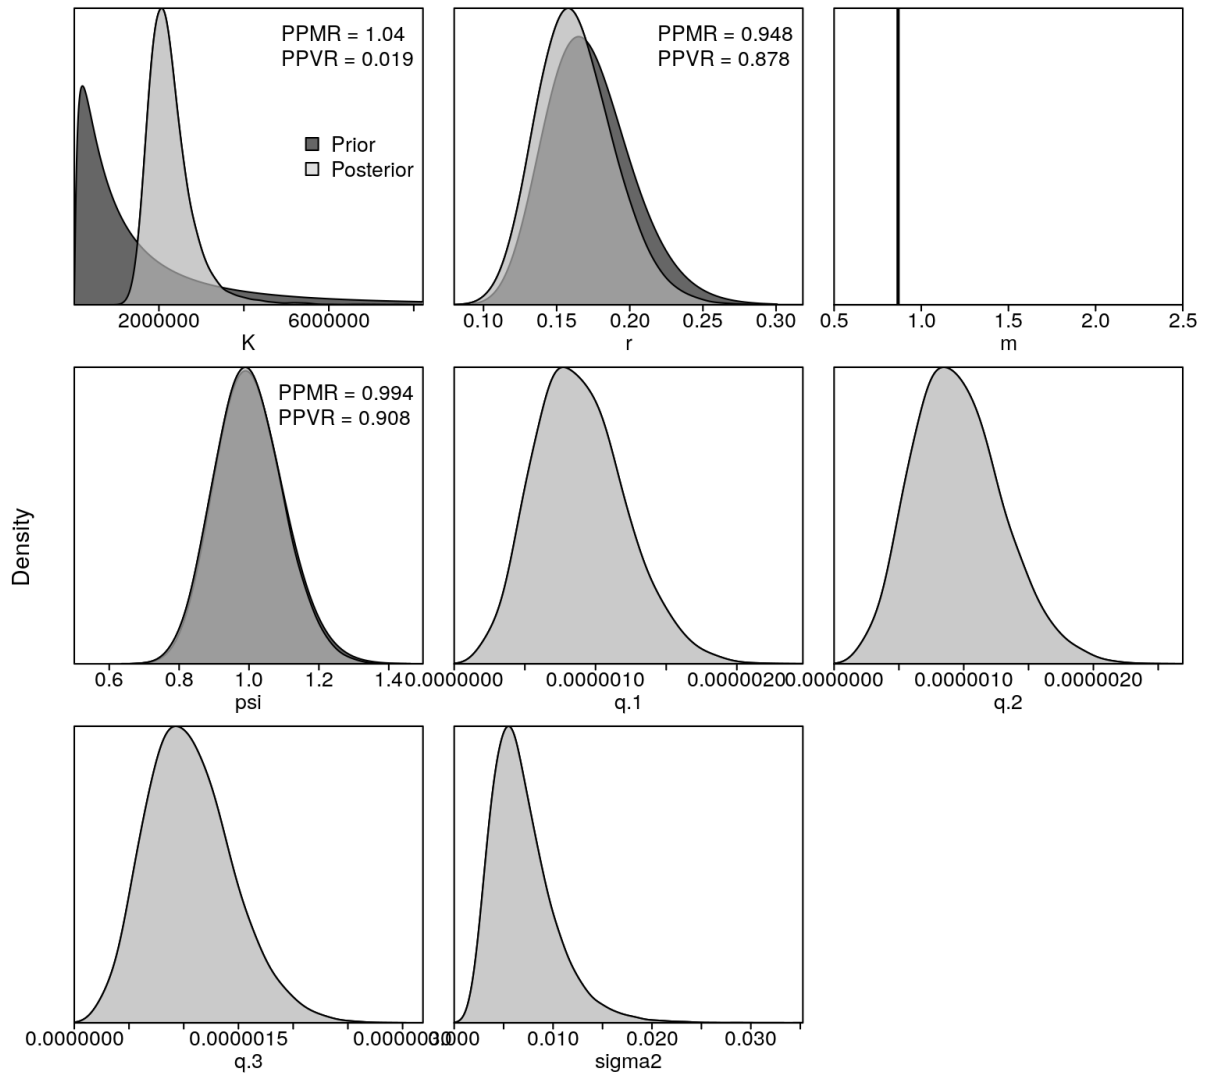 PPMR = 1.04
PPVR = 0.019
Prior
Posterior
2000000 6000000
K
PPMR = 0.948
PPVR = 0.878
0.10 0.15 0.20 0.25 0.30
r
0.5 1.0 1.5 2.0 2.5
m
Density
PPMR = 0.994
PPVR = 0.908
0.6 0.8 1.0 1.2 1.4
psi
0.0000000 0.0000010 0.0000020
q.1
0.0000000 0.0000010 0.0000020
q.2
0.0000000 0.0000015
q.3
0.010 0.020 0.030
sigma2